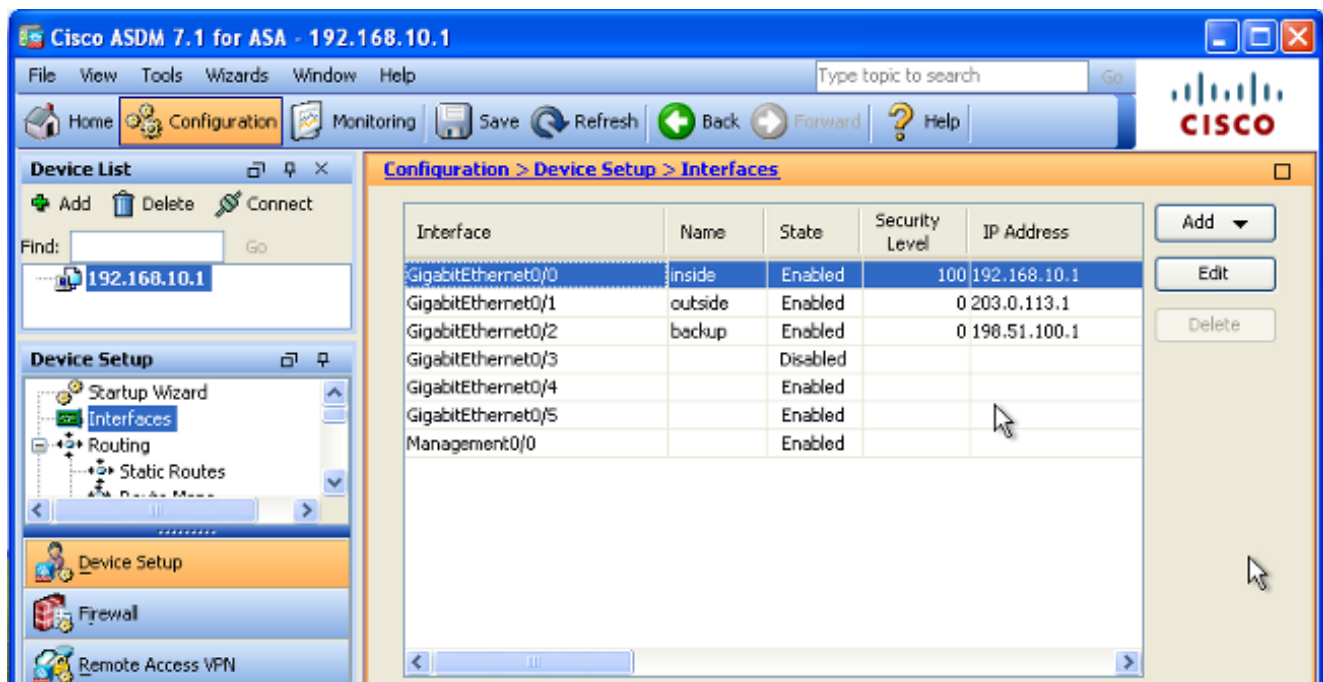 Cisco ASDM 7.1 for ASA - 192.168.10.1
File View Tools Wizards Window Help Type topic to search Go
Home Configuration Monitoring Save Refresh Back Forward Help
CISCO
Device List
Add Delete Connect
Find: Go
192.168.10.1
Device Setup
Startup Wizard
Interfaces
Routing
Static Routes
Device Setup
Firewall
Remote Access VPN
Configuration > Device Setup > Interfaces
Interface Name State Security Level IP Address
GigabitEthernet0/0 inside Enabled 100 192.168.10.1
GigabitEthernet0/1 outside Enabled 0 203.0.113.1
GigabitEthernet0/2 backup Enabled 0 198.51.100.1
GigabitEthernet0/3 Disabled
GigabitEthernet0/4 Enabled
GigabitEthernet0/5 Enabled
Management0/0 Enabled
Add
Edit
Delete